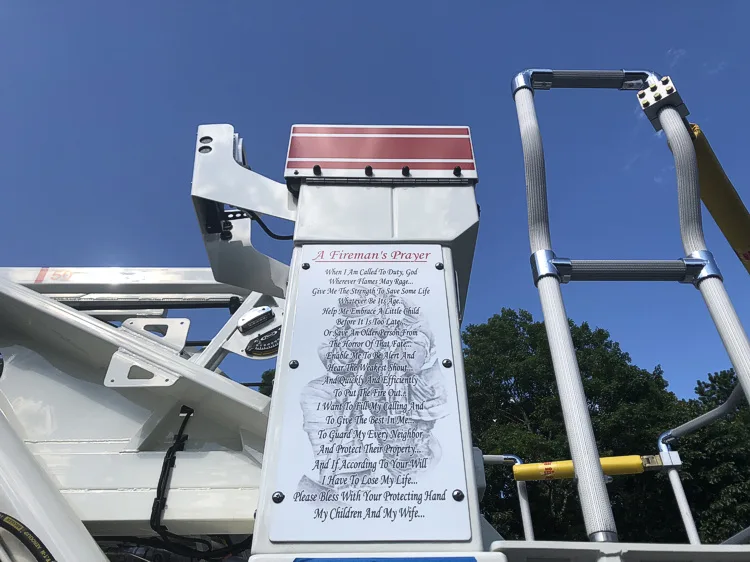 A Fireman's Prayer
When I Am Called To Duty, God
Wherever Flames May Rage...
Give Me The Strength To Save Some Life
Whatever Be Its Age...
Help Me Embrace A Little Child
Before It Is Too Late
Or Save An Older Person From
The Horror Of That Fate...
Enable Me To Be Alert And
Hear The Weakest Shout...
And Quickly And Efficiently
To Put The Fire Out...
I Want To Fill My Calling And
To Give The Best In Me...
To Guard My Every Neighbor
And Protect Their Property...
And If According To Your Will
I Have To Lose My Life...
Please Bless With Your Protecting Hand
My Children And My Wife...